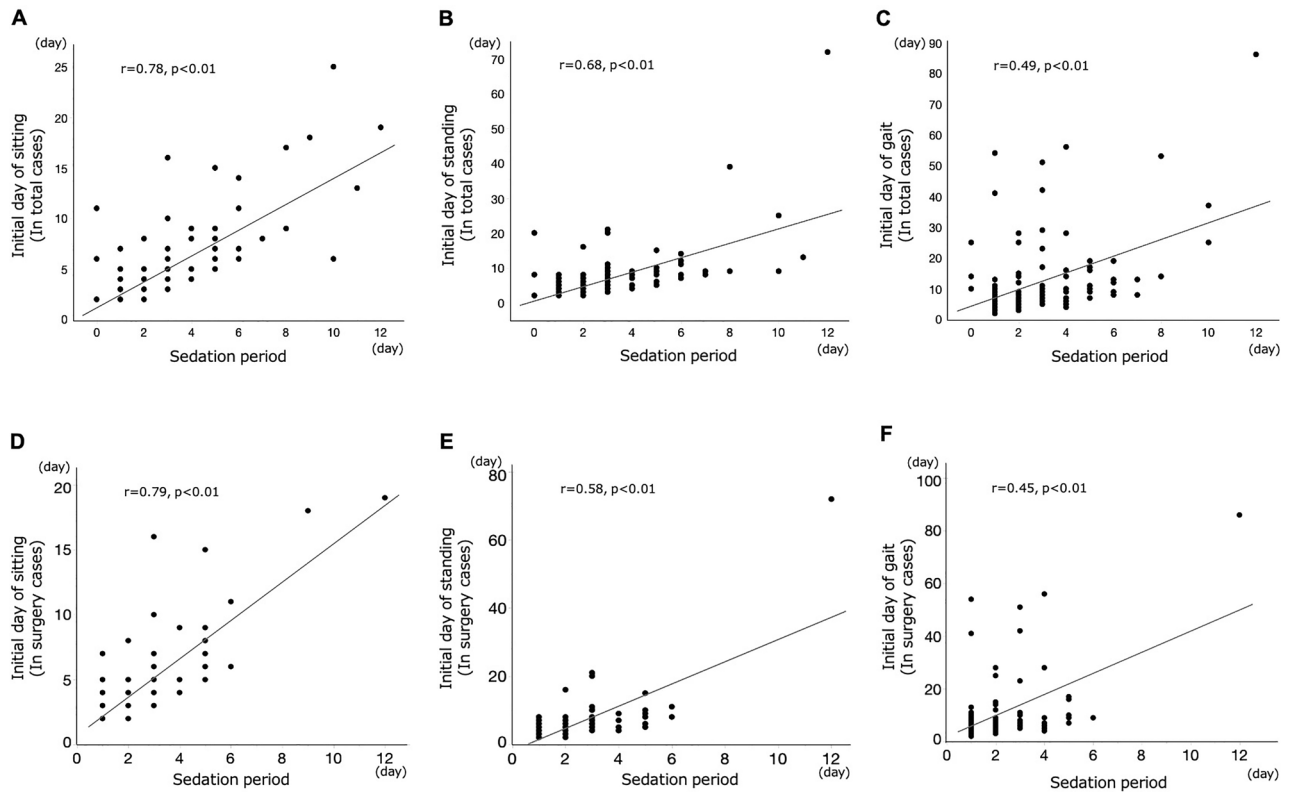 A
(day)
r=0.78, p<0.01
Initial day of sitting
(In total cases)
25
20
15
10
5
0
0 2 4 6 8 10 12
Sedation period
(day)
B
(day)
r=0.68, p<0.01
Initial day of standing
(In total cases)
70
60
50
40
30
20
10
0
0 2 4 6 8 10 12
Sedation period
(day)
C
(day)
r=0.49, p<0.01
Initial day of gait
(In total cases)
90
80
70
60
50
40
30
20
10
0
0 2 4 6 8 10 12
Sedation period
(day)
D
(day)
r=0.79, p<0.01
Initial day of sitting
(In surgery cases)
20
15
10
5
0
0 2 4 6 8 10 12
Sedation period
(day)
E
(day)
r=0.58, p<0.01
Initial day of standing
(In surgery cases)
80
60
40
20
0
0 2 4 6 8 10 12
Sedation period
(day)
F
(day)
r=0.45, p<0.01
Initial day of gait
(In surgery cases)
100
80
60
40
20
0
0 2 4 6 8 10 12
Sedation period
(day)